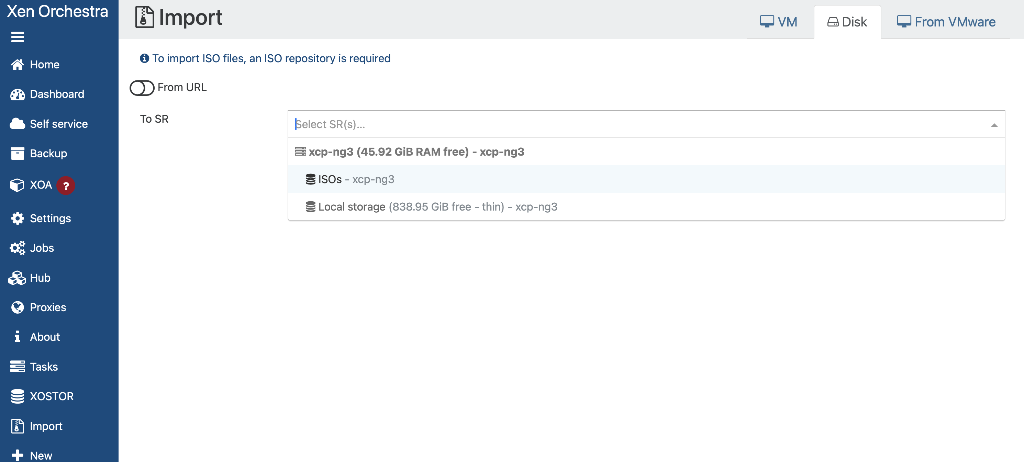 Xen Orchestra
Import
VM
Disk
From VMware
Home
Dashboard
Self service
Backup
XOA ?
Settings
Jobs
Hub
Proxies
About
Tasks
XOSTOR
Import
New
To import ISO files, an ISO repository is required
From URL
To SR
Select SR(s)...
xcp-ng3 (45.92 GiB RAM free) - xcp-ng3
ISOs - xcp-ng3
Local storage (838.95 GiB free - thin) - xcp-ng3